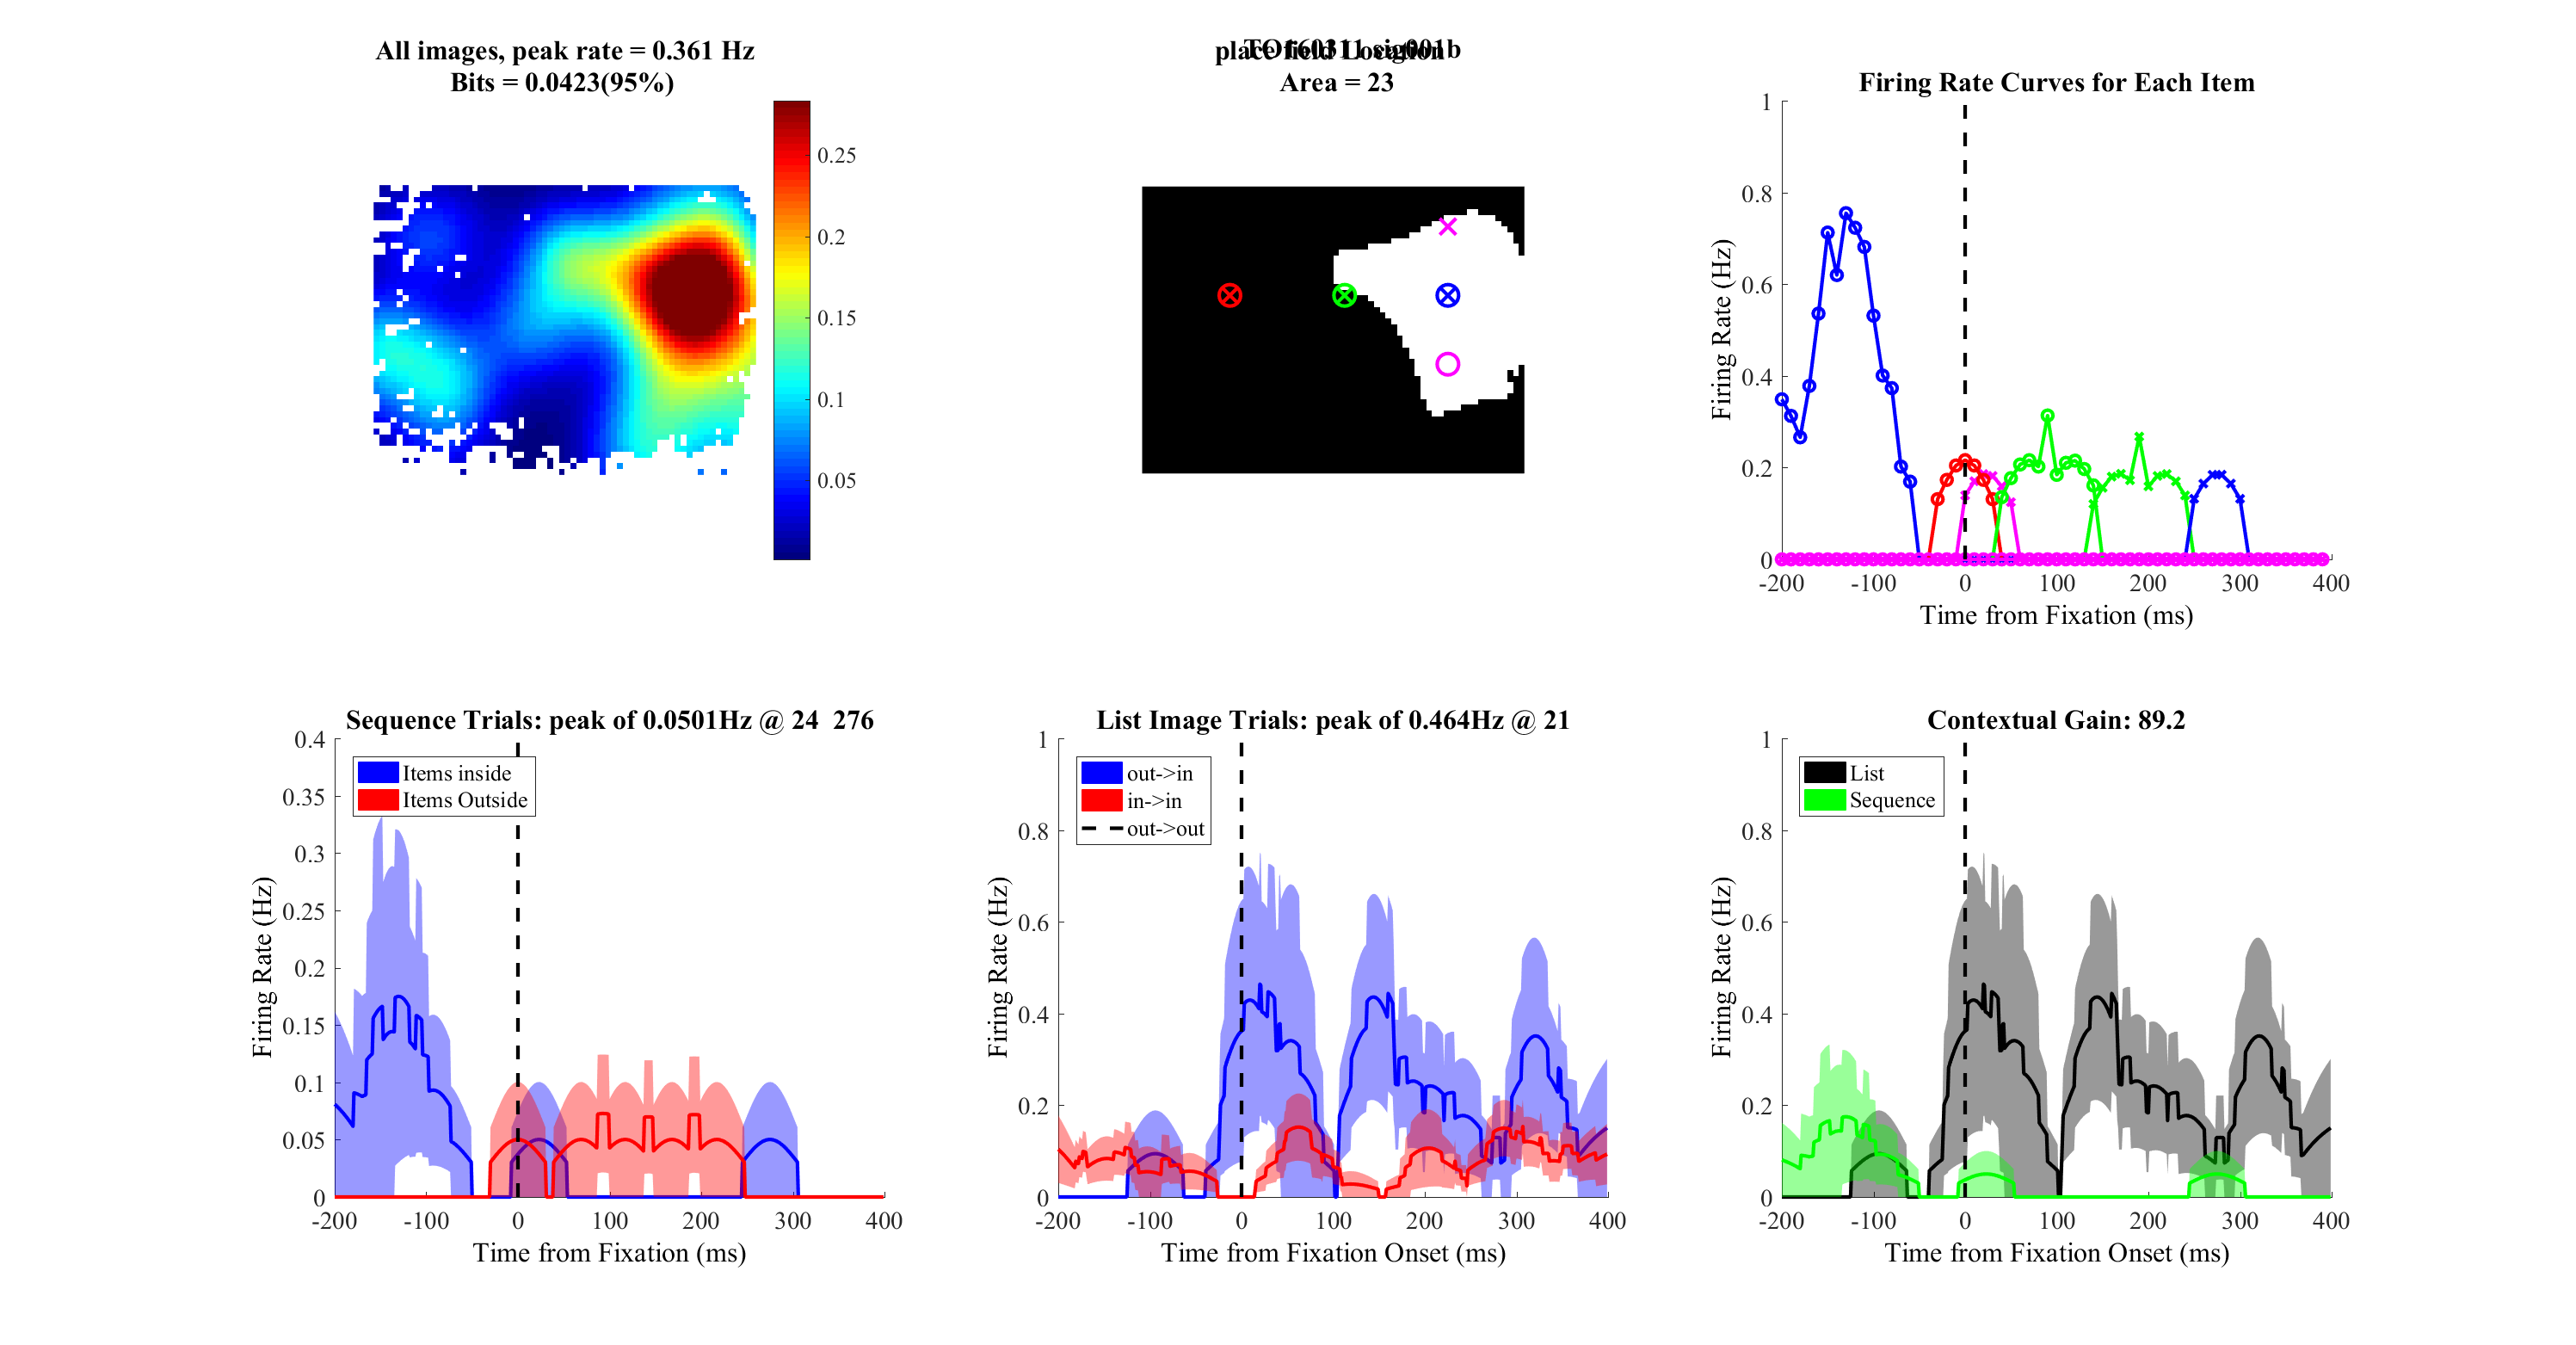 All images, peak rate = 0.361 Hz
Bits = 0.0423(95%)
0.25
0.2
0.15
0.1
0.05
place field Location
TO160311 sig001b
Area = 23
Firing Rate Curves for Each Item
1
0.8
0.6
0.4
0.2
0
Firing Rate (Hz)
-200 -100 0 100 200 300 400
Time from Fixation (ms)
Sequence Trials: peak of 0.0501Hz @ 24 276
0.4
0.35
0.3
0.25
0.2
0.15
0.1
0.05
0
Firing Rate (Hz)
Items inside
Items Outside
-200 -100 0 100 200 300 400
Time from Fixation (ms)
List Image Trials: peak of 0.464Hz @ 21
1
0.8
0.6
0.4
0.2
0
Firing Rate (Hz)
out->in
in->in
out->out
-200 -100 0 100 200 300 400
Time from Fixation Onset (ms)
Contextual Gain: 89.2
1
0.8
0.6
0.4
0.2
0
Firing Rate (Hz)
List
Sequence
-200 -100 0 100 200 300 400
Time from Fixation Onset (ms)